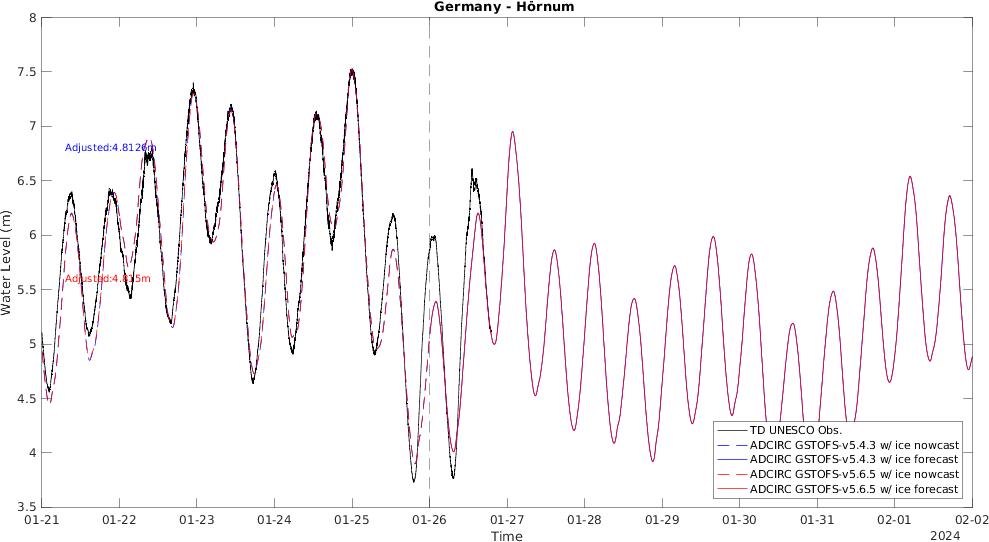 Germany - Hörnum
8
7.5
7
6.5
6
5.5
5
4.5
4
3.5
Water Level (m)
Adjusted:4.8126m
Adjusted:4.815m
TD UNESCO Obs.
ADCIRC GSTOFS-v5.4.3 w/ ice nowcast
ADCIRC GSTOFS-v5.4.3 w/ ice forecast
ADCIRC GSTOFS-v5.6.5 w/ ice nowcast
ADCIRC GSTOFS-v5.6.5 w/ ice forecast
01-21 01-22 01-23 01-24 01-25 01-26 01-27 01-28 01-29 01-30 01-31 02-01 02-02
Time
2024